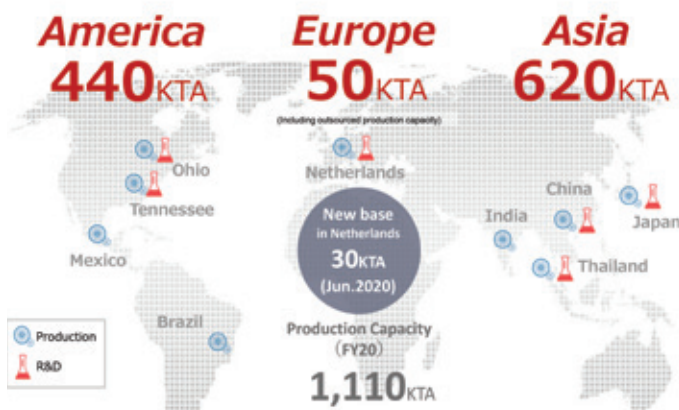 America
440KTA
Europe
50KTA
(Including outsourced production capacity)
Asia
620KTA
Ohio
Tennessee
Mexico
Brazil
Netherlands
New base
in Netherlands
30KTA
(Jun.2020)
China
India
Japan
Thailand
Production
R&D
Production Capacity
(FY20)
1,110KTA